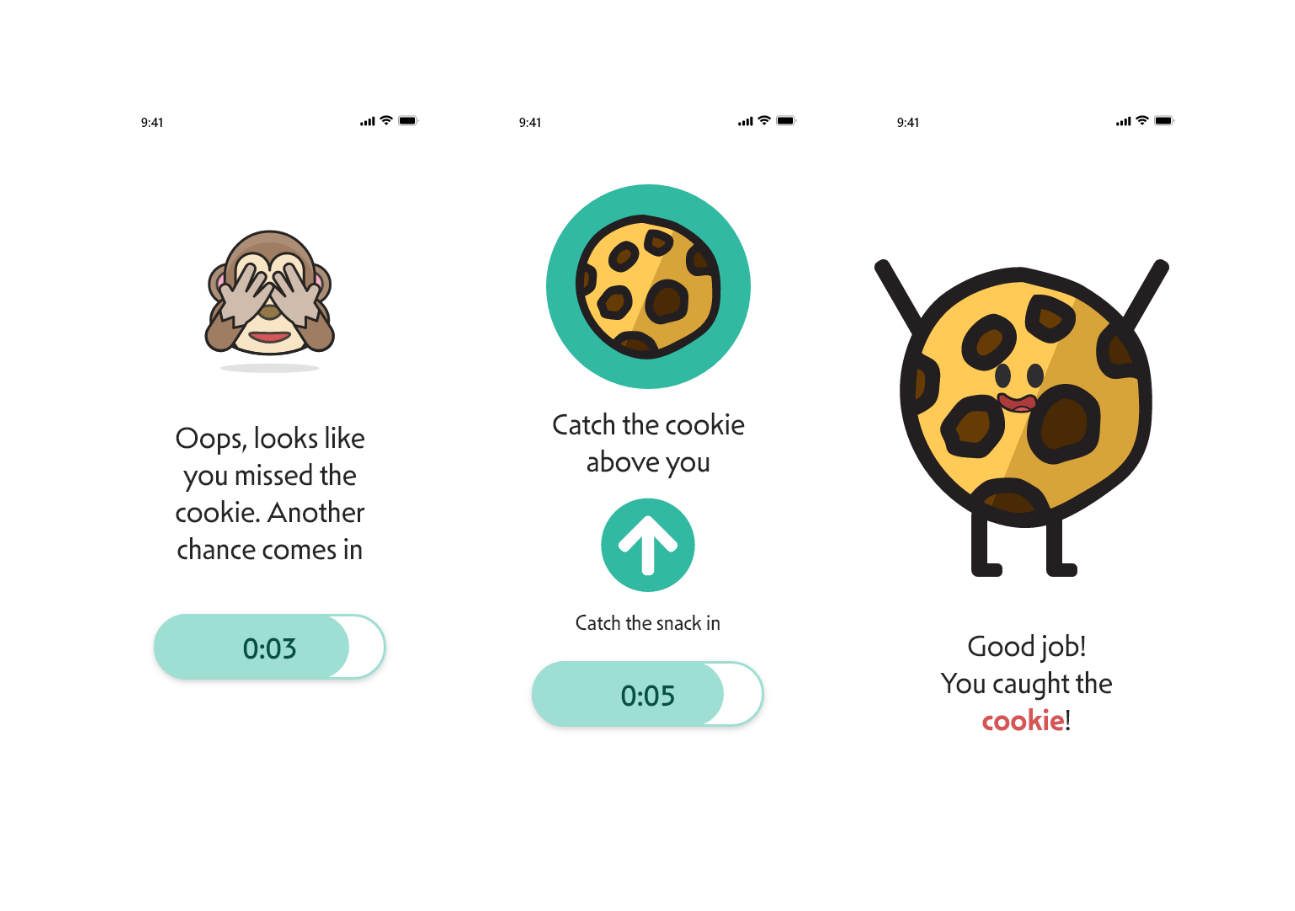 9:41
Oops, looks like
you missed the
cookie. Another
chance comes in
0:03
9:41
Catch the cookie
above you
Catch the snack in
0:05
9:41
Good job!
You caught the
cookie!